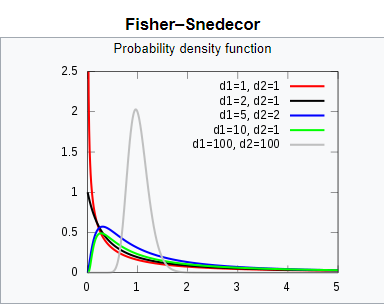 Fisher–Snedecor
Probability density function
2.5
d1=1, d2=1
d1=2, d2=1
2
d1=5, d2=2
d1=10, d2=1
d1=100, d2=100
1.5
1
0.5
0
0 1 2 3 4 5